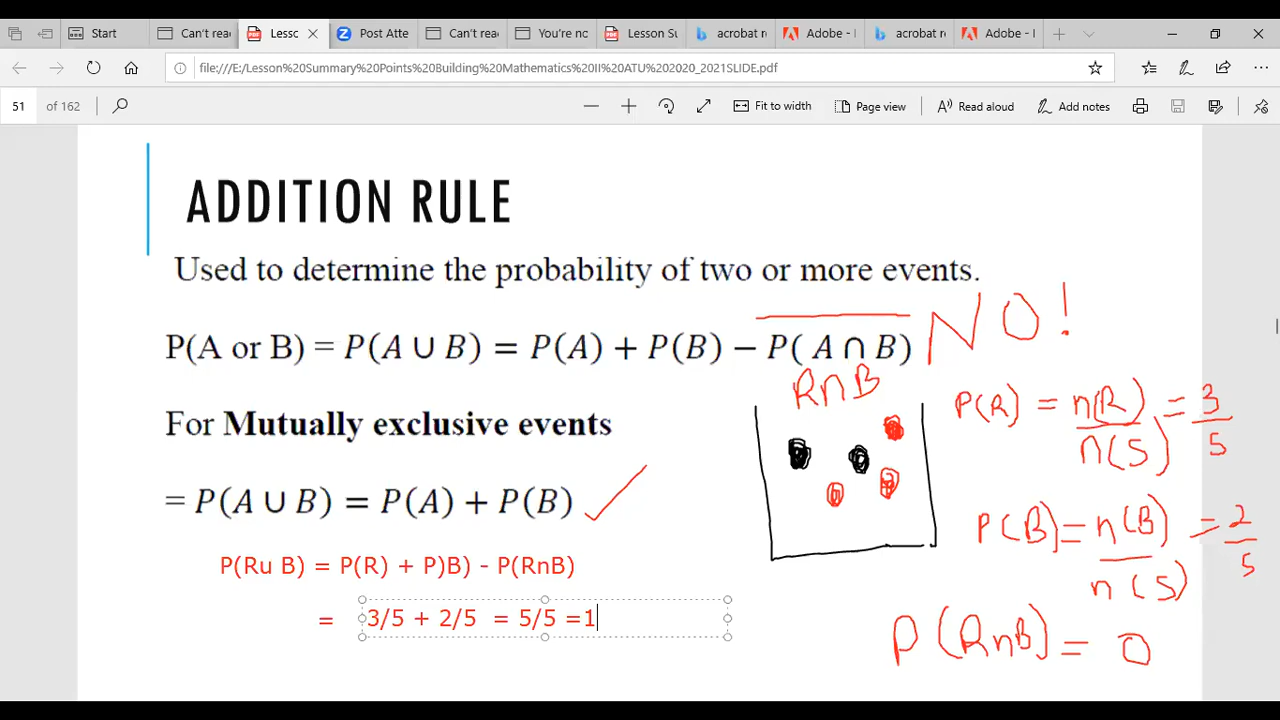 Start Can't rea Lessc Post Atte Can't rea You're no Lesson Su acrobat r Adobe - acrobat r Adobe -
file:///E:/Lesson%20Summary%20Points%20Building%20Mathematics%20II%20ATU%202020_2021SLIDE.pdf
51 of 162 Fit to width Page view Read aloud Add notes
ADDITION RULE
Used to determine the probability of two or more events.
NO!
P(A or B) = P(A ∪ B) = P(A) + P(B) − P( A ∩ B)
R∩B
P(R) = n(R)/n(S) = 3/5
For Mutually exclusive events
= P(A ∪ B) = P(A) + P(B)
P(B) = n(B)/n(S) = 2/5
P(Ru B) = P(R) + P)B) - P(RnB)
= 3/5 + 2/5 = 5/5 =1
P(RnB) = 0